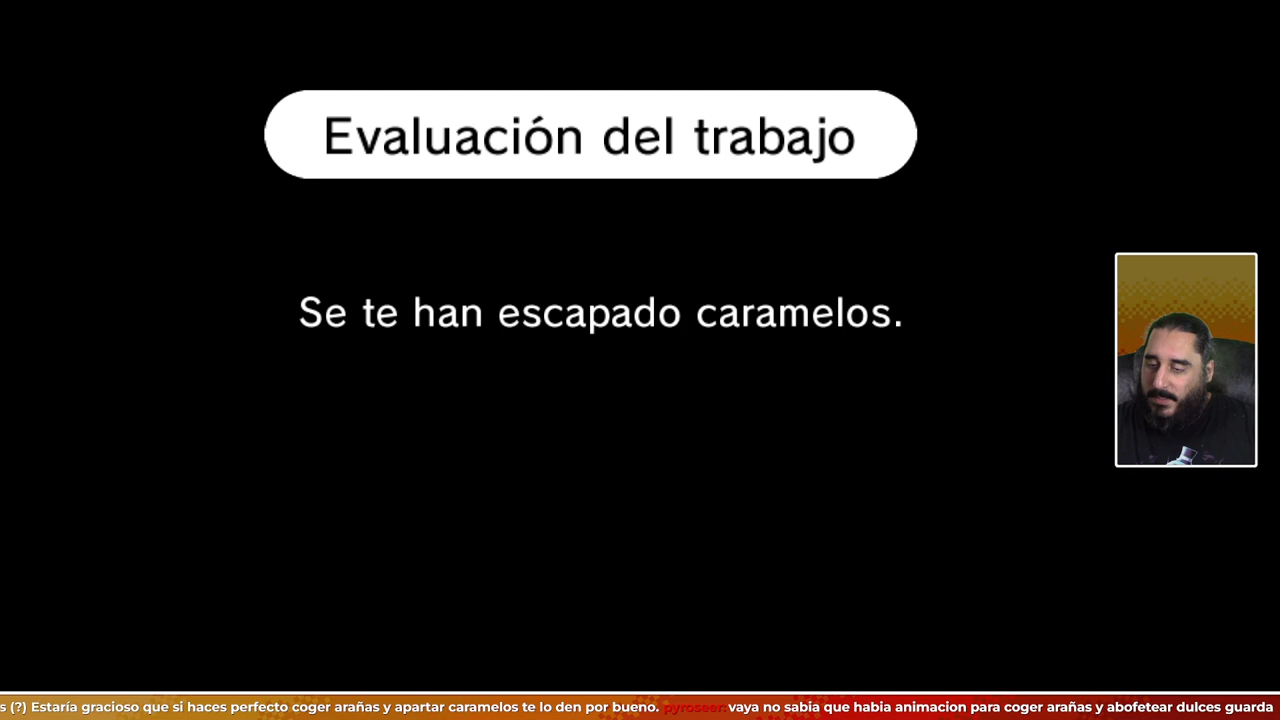 Evaluación del trabajo
Se te han escapado caramelos.
s (?) Estaría gracioso que si haces perfecto coger arañas y apartar caramelos te lo den por bueno. pyroseer: vaya no sabia que habia animacion para coger arañas y abofetear dulces guarda